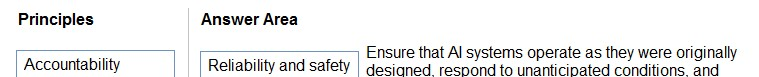 Principles
Answer Area
Accountability
Reliability and safety
Ensure that AI systems operate as they were originally
designed, respond to unanticipated conditions, and